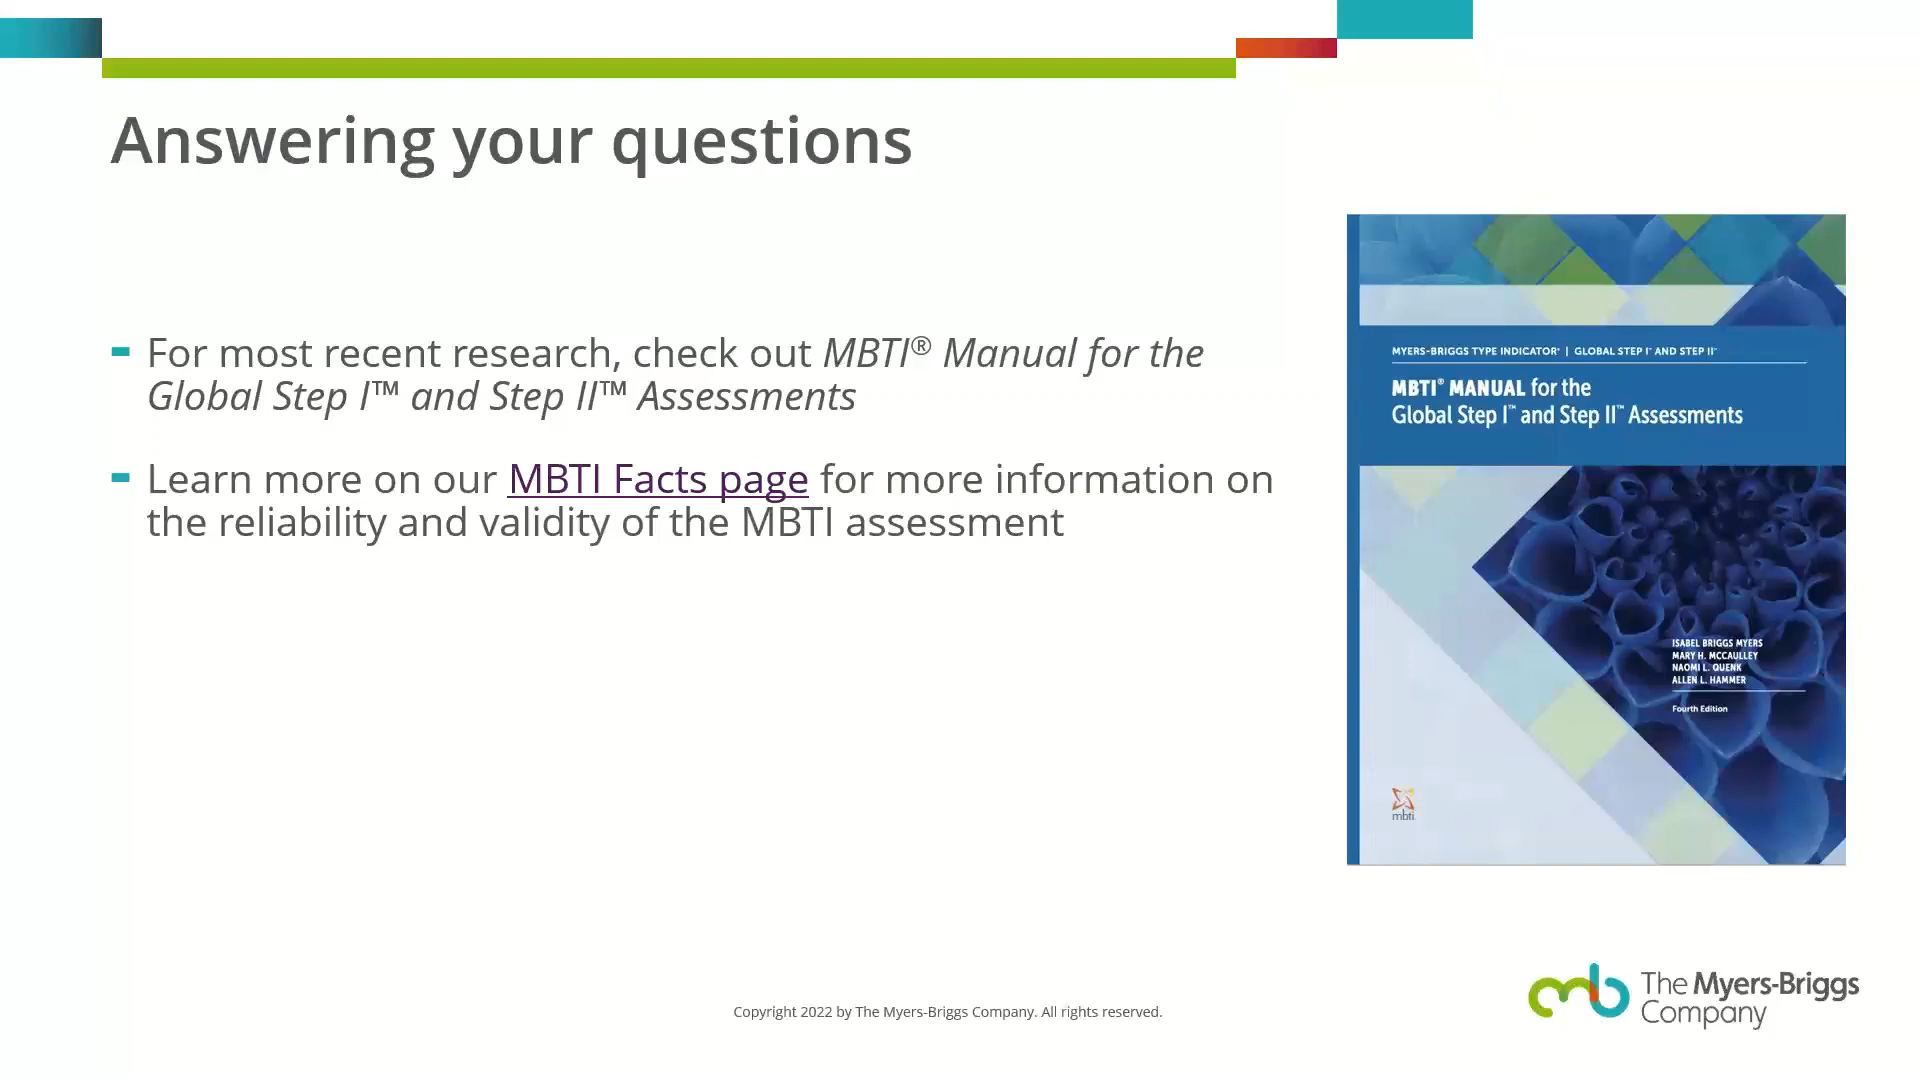 Answering your questions
For most recent research, check out MBTI® Manual for the
Global Step I™ and Step II™ Assessments
Learn more on our MBTI Facts page for more information on
the reliability and validity of the MBTI assessment
MYERS-BRIGGS TYPE INDICATOR® | GLOBAL STEP I™ AND STEP II™
MBTI® MANUAL for the
Global Step I™ and Step II™ Assessments
ISABEL BRIGGS MYERS
MARY H. MCCAULLEY
NAOMI L. QUENK
ALLEN L. HAMMER
Fourth Edition
mbti
Copyright 2022 by The Myers-Briggs Company. All rights reserved.
mb
The Myers-Briggs
Company